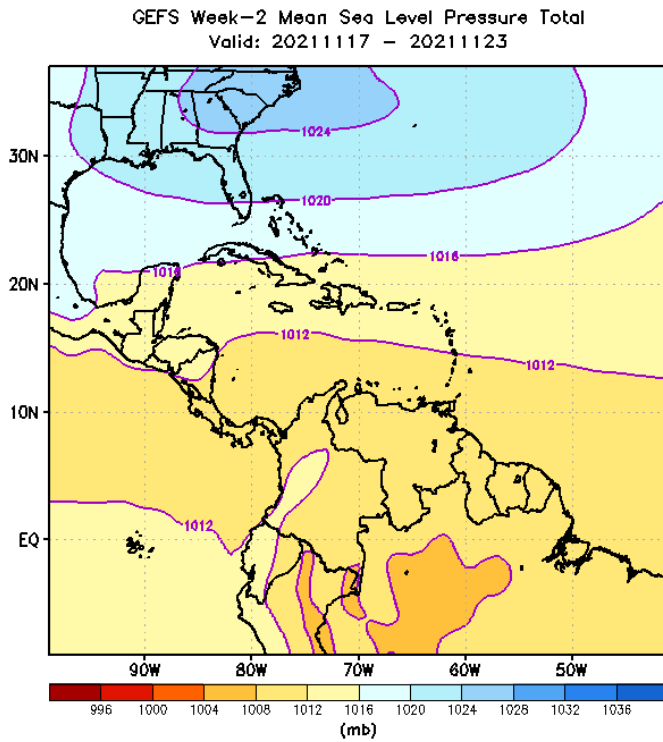 GEFS Week-2 Mean Sea Level Pressure Total
Valid: 20211117 - 20211123
1024
30N
1020
1016
1016
20N
1012
1012
10N
1012
EQ
90W 80W 70W 60W 50W
996 1000 1004 1008 1012 1016 1020 1024 1028 1032 1036
(mb)